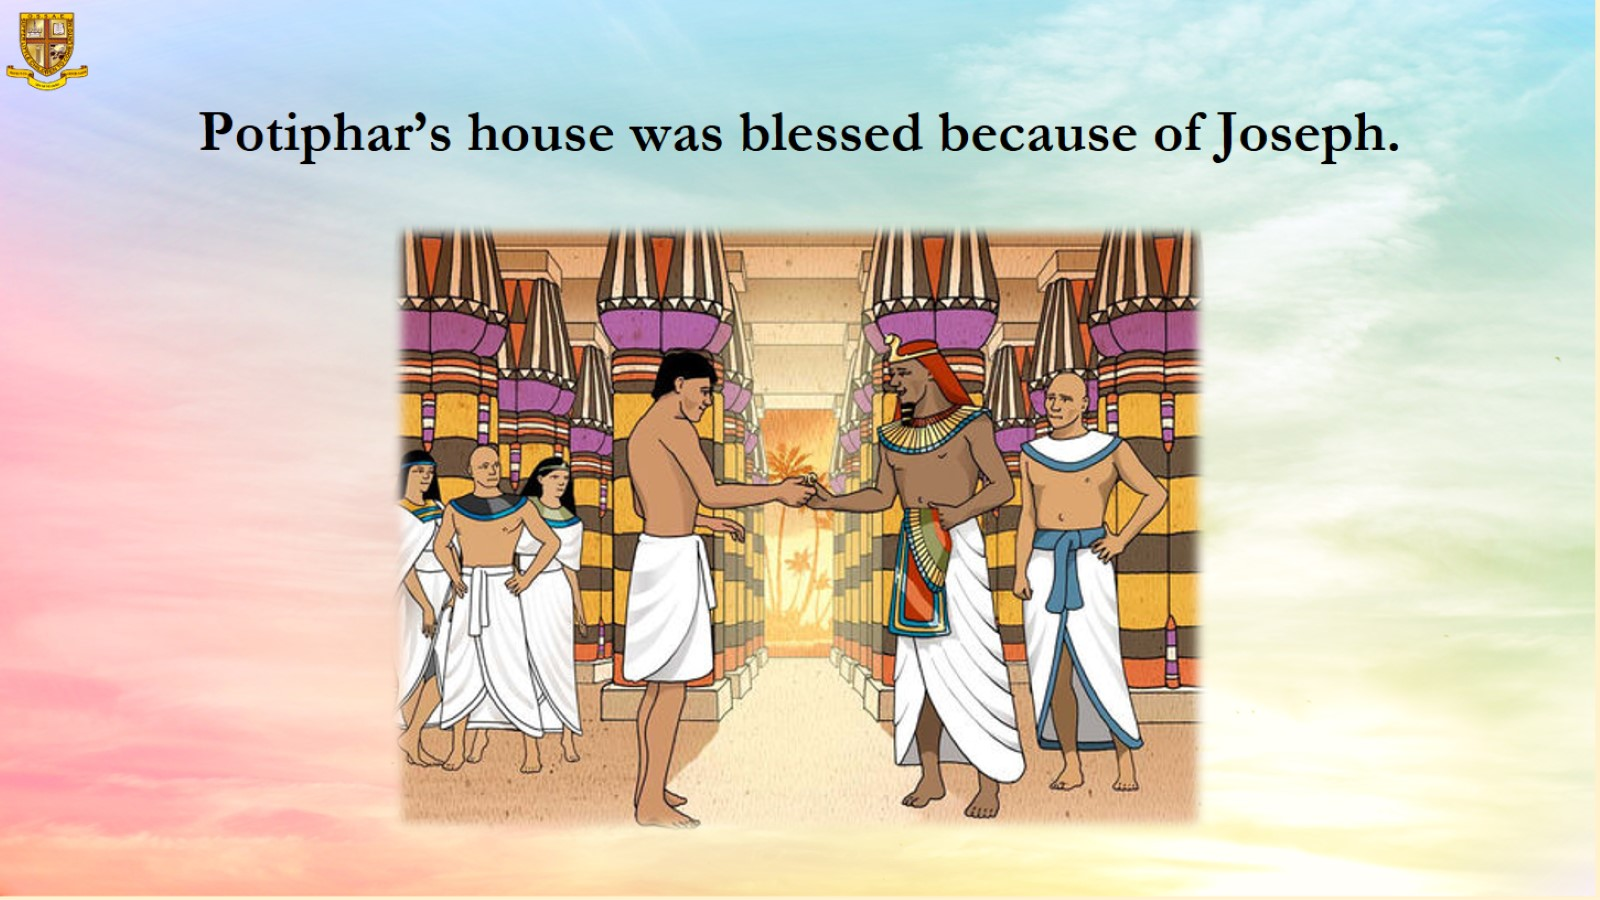 Potiphar’s house was blessed because of Joseph.